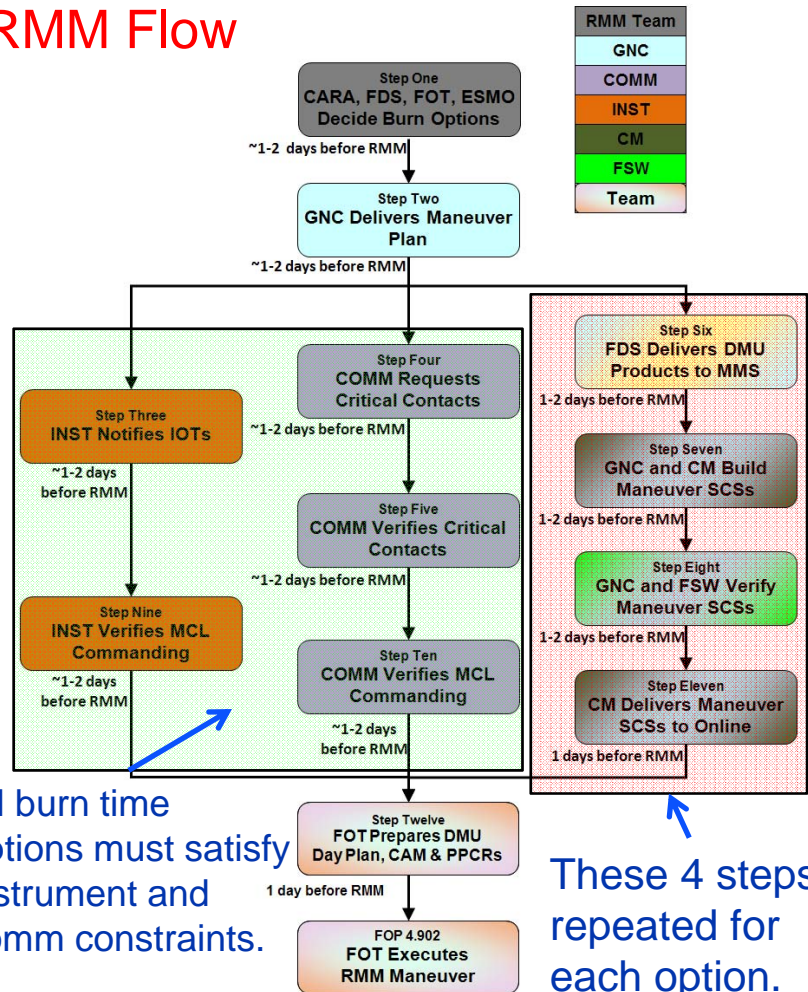 RMM Flow
RMM Team
GNC
COMM
INST
CM
FSW
Team
Step One
CARA, FDS, FOT, ESMO
Decide Burn Options
~1-2 days before RMM
Step Two
GNC Delivers Maneuver
Plan
~1-2 days before RMM
Step Three
INST Notifies IOTs
~1-2 days
before RMM
Step Nine
INST Verifies MCL
Commanding
~1-2 days
before RMM
Step Four
COMM Requests
Critical Contacts
~1-2 days before RMM
Step Five
COMM Verifies Critical
Contacts
~1-2 days before RMM
Step Ten
COMM Verifies MCL
Commanding
~1-2 days
before RMM
Step Six
FDS Delivers DMU
Products to MMS
1-2 days before RMM
Step Seven
GNC and CM Build
Maneuver SCSs
1-2 days before RMM
Step Eight
GNC and FSW Verify
Maneuver SCSs
1-2 days before RMM
Step Eleven
CM Delivers Maneuver
SCSs to Online
1 days before RMM
Step Twelve
FOT Prepares DMU
Day Plan, CAM & PPCRs
1 day before RMM
FOP 4.902
FOT Executes
RMM Maneuver
l burn time
tions must satisfy
strument and
omm constraints.
These 4 steps
repeated for
each option.